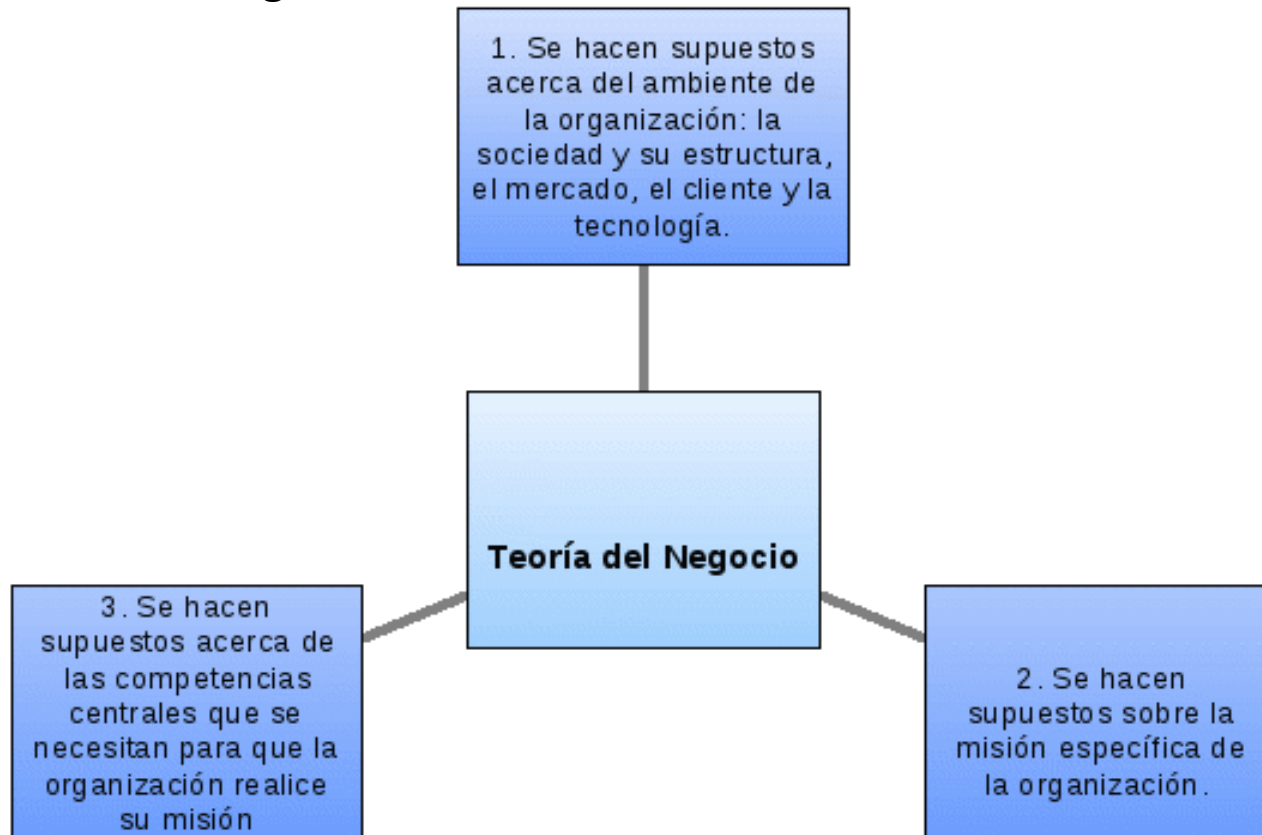 1. Se hacen supuestos
acerca del ambiente de
la organización: la
sociedad y su estructura,
el mercado, el cliente y la
tecnología.
Teoría del Negocio
2. Se hacen
supuestos sobre la
misión específica de
la organización.
3. Se hacen
supuestos acerca de
las competencias
centrales que se
necesitan para que la
organización realice
su misión